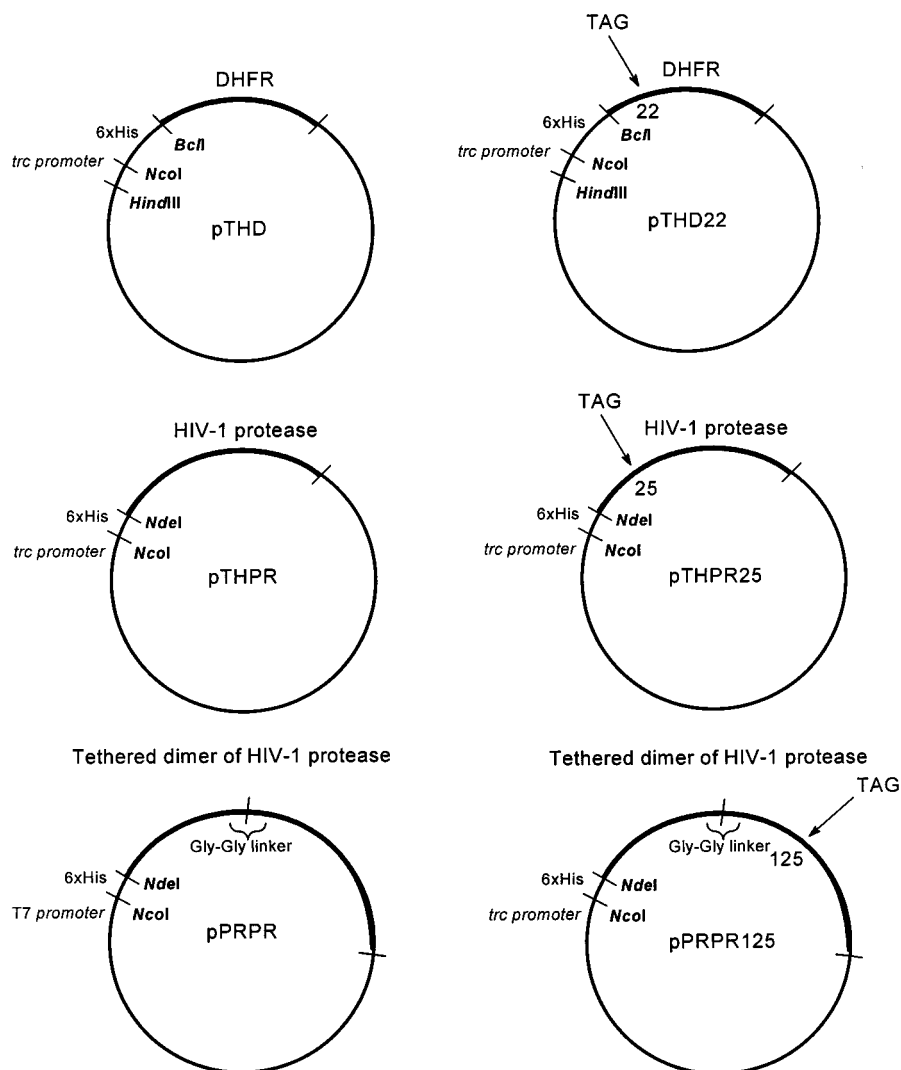 DHFR
6xHis
BclI
trc promoter
NcoI
HindIII
pTHD
TAG
DHFR
22
6xHis
BclI
trc promoter
NcoI
HindIII
pTHD22
HIV-1 protease
6xHis
NdeI
trc promoter
NcoI
pTHPR
TAG
HIV-1 protease
25
6xHis
NdeI
trc promoter
NcoI
pTHPR25
Tethered dimer of HIV-1 protease
Gly-Gly linker
6xHis
NdeI
T7 promoter
NcoI
pPRPR
Tethered dimer of HIV-1 protease
TAG
Gly-Gly linker
125
6xHis
NdeI
trc promoter
NcoI
pPRPR125